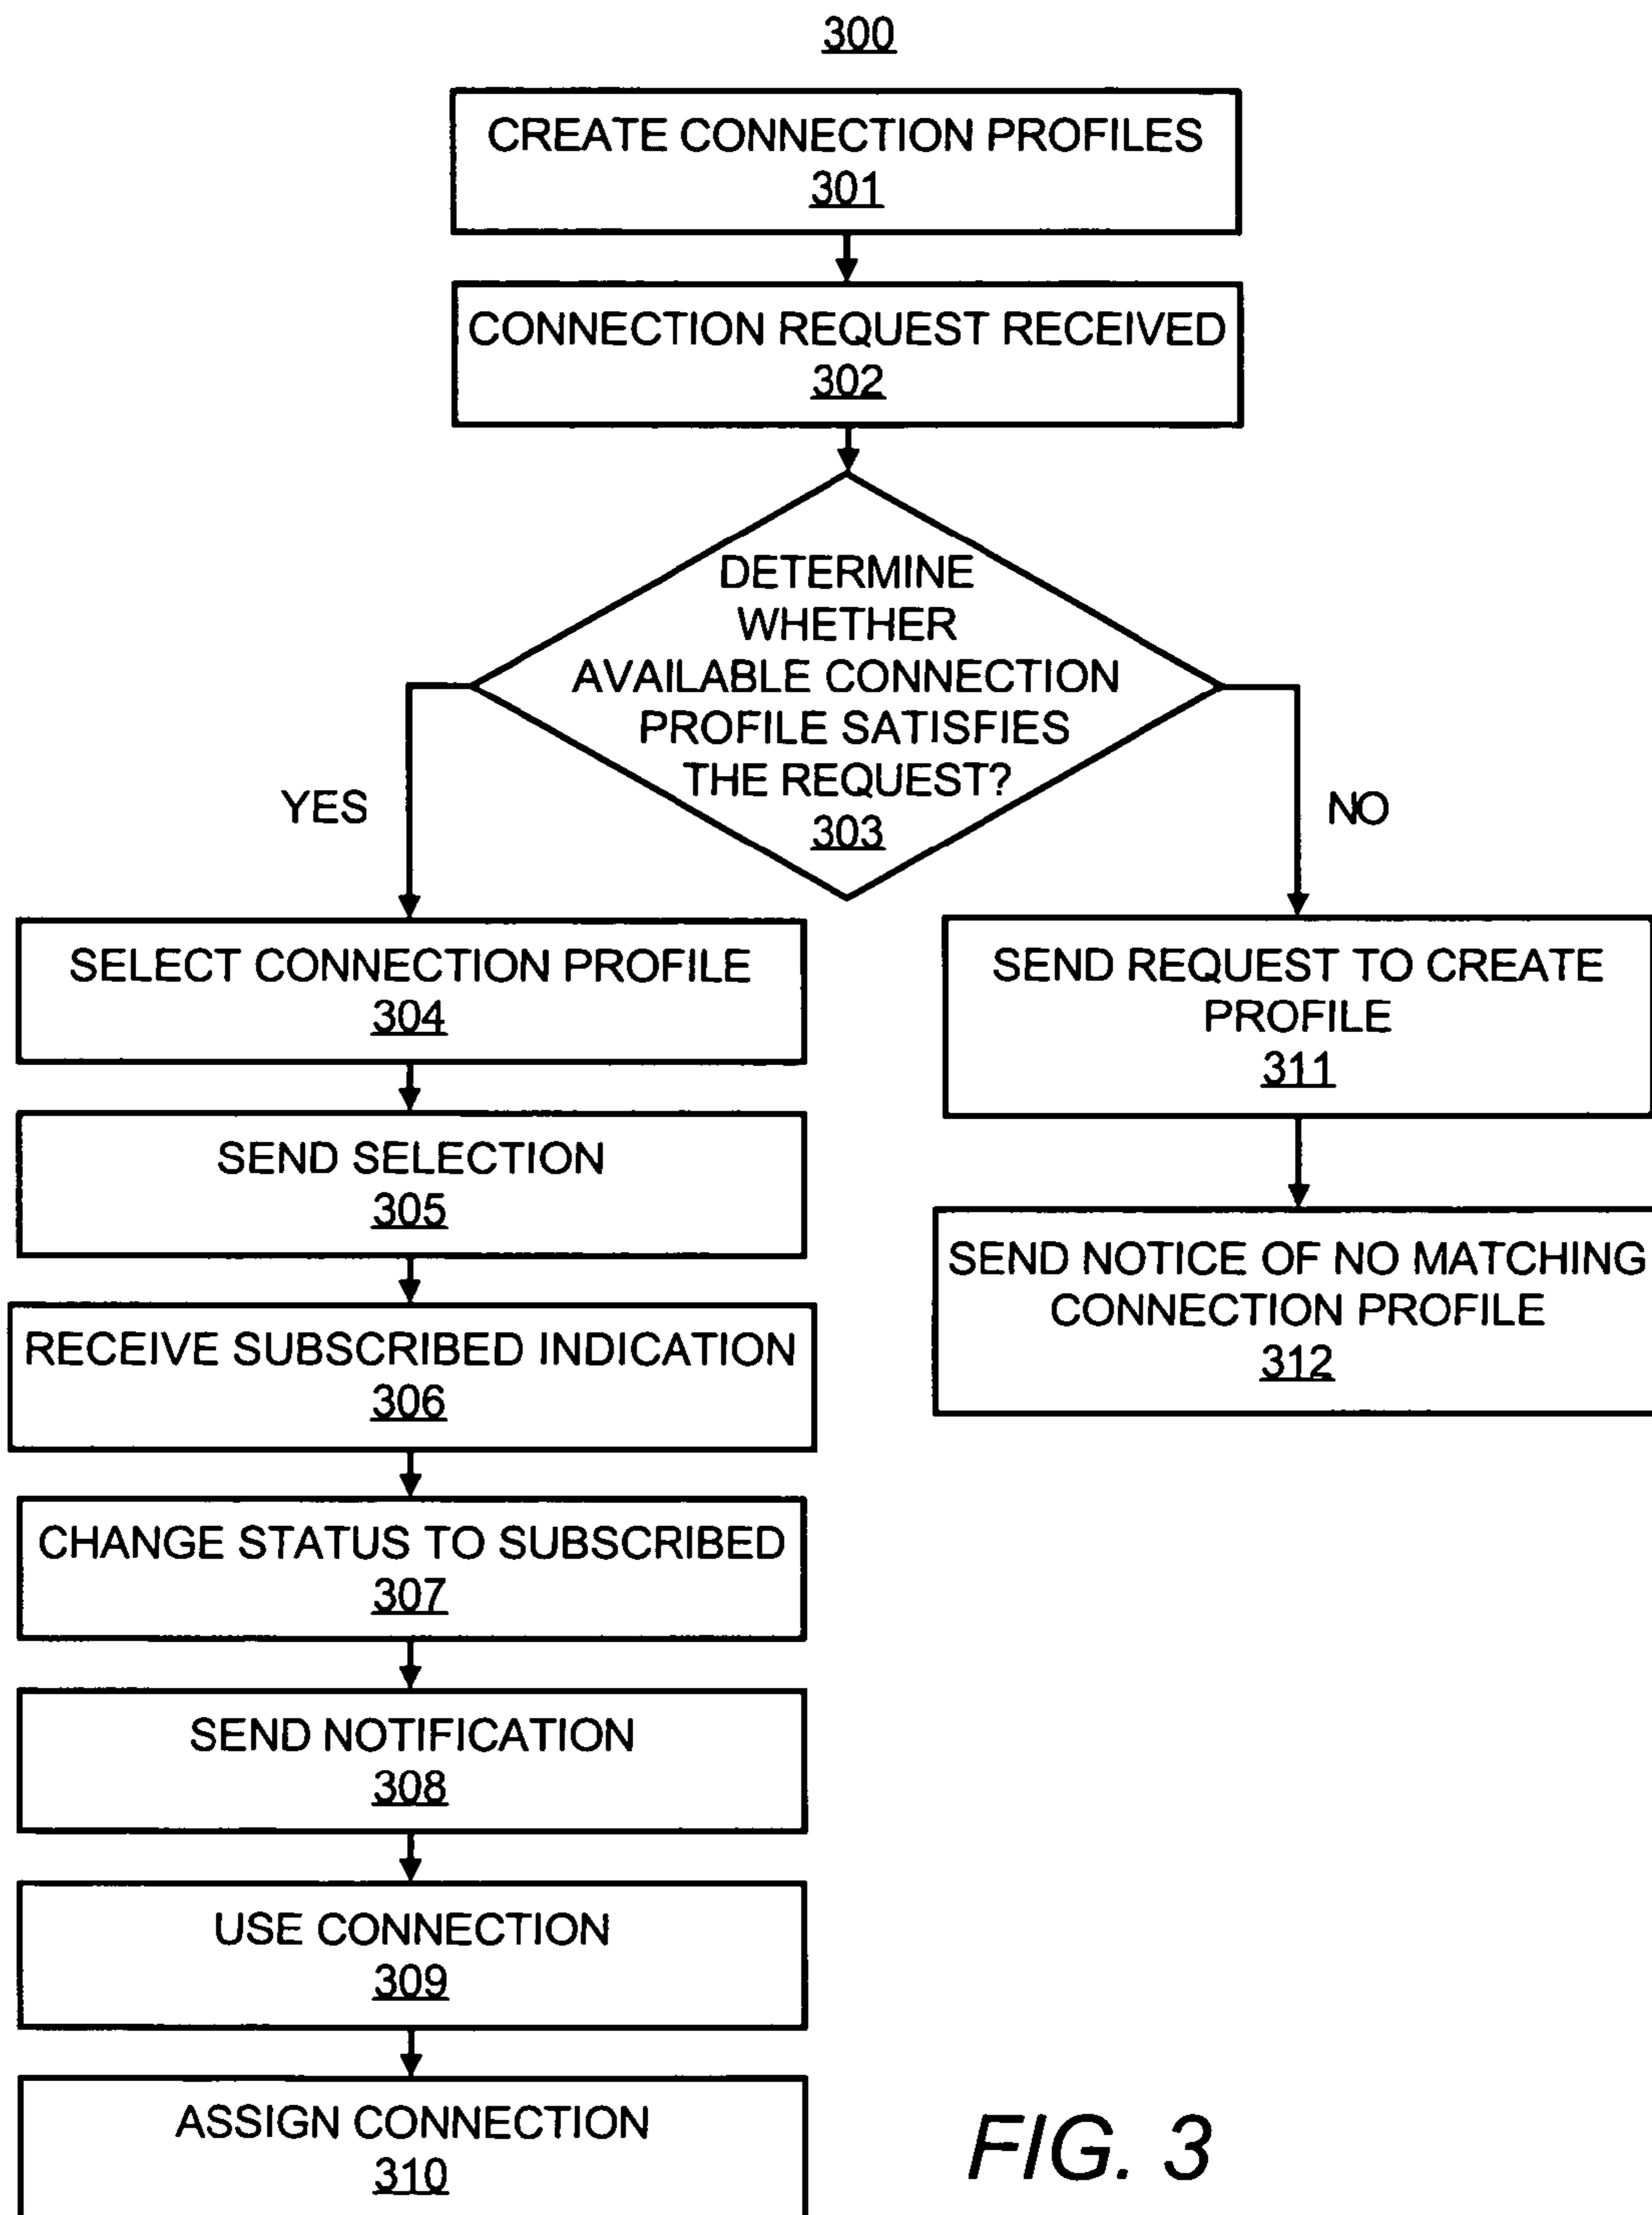 300
CREATE CONNECTION PROFILES
301
CONNECTION REQUEST RECEIVED
302
DETERMINE
WHETHER
AVAILABLE CONNECTION
PROFILE SATISFIES
THE REQUEST?
303
YES
NO
SELECT CONNECTION PROFILE
304
SEND SELECTION
305
RECEIVE SUBSCRIBED INDICATION
306
CHANGE STATUS TO SUBSCRIBED
307
SEND NOTIFICATION
308
USE CONNECTION
309
ASSIGN CONNECTION
310
SEND REQUEST TO CREATE
PROFILE
311
SEND NOTICE OF NO MATCHING
CONNECTION PROFILE
312
FIG. 3